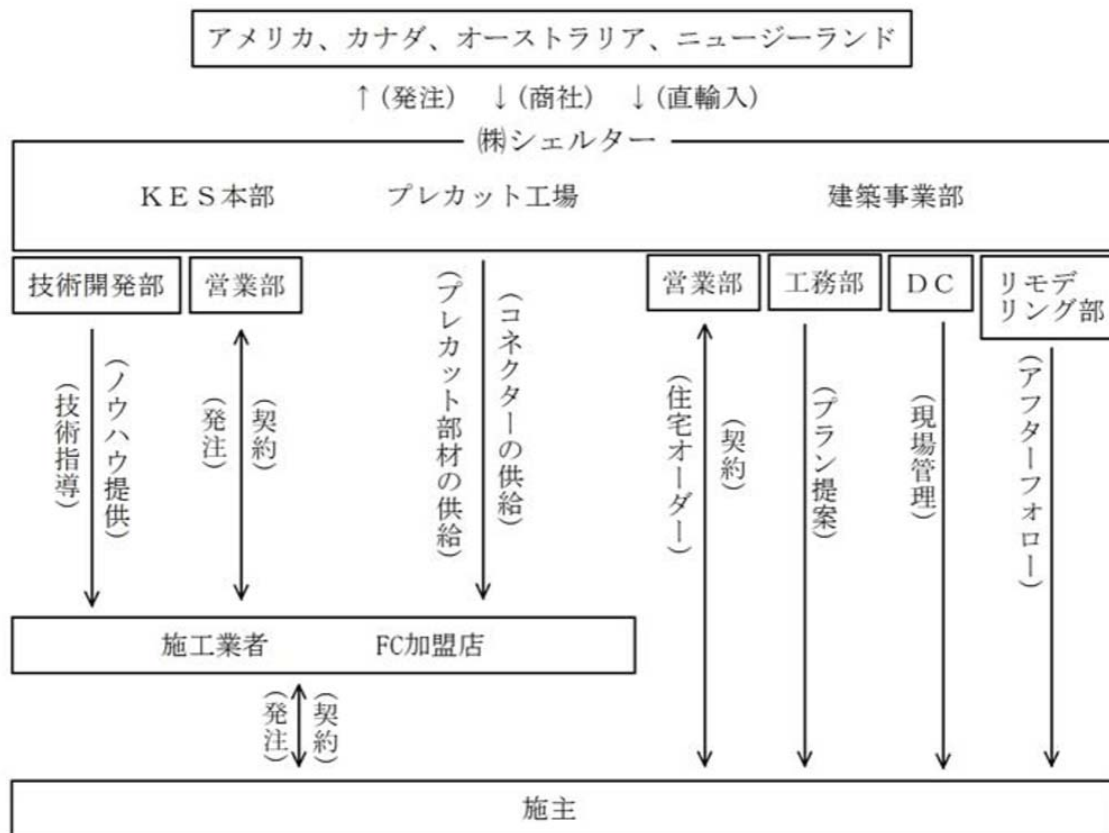 アメリカ、カナダ、オーストラリア、ニュージーランド
↑(発注) ↓(商社) ↓(直輸入)
㈱シェルター
KES本部 プレカット工場 建築事業部
技術開発部 営業部 営業部 工務部 DC リモデ
リング部
(ノウハウ提供)
(技術指導)
(契約)
(発注)
(コネクターの供給)
(プレカット部材の供給)
(契約)
(住宅オーダー)
(プラン提案)
(現場管理)
(アフターフォロー)
施工業者 FC加盟店
(契約)
(発注)
施主